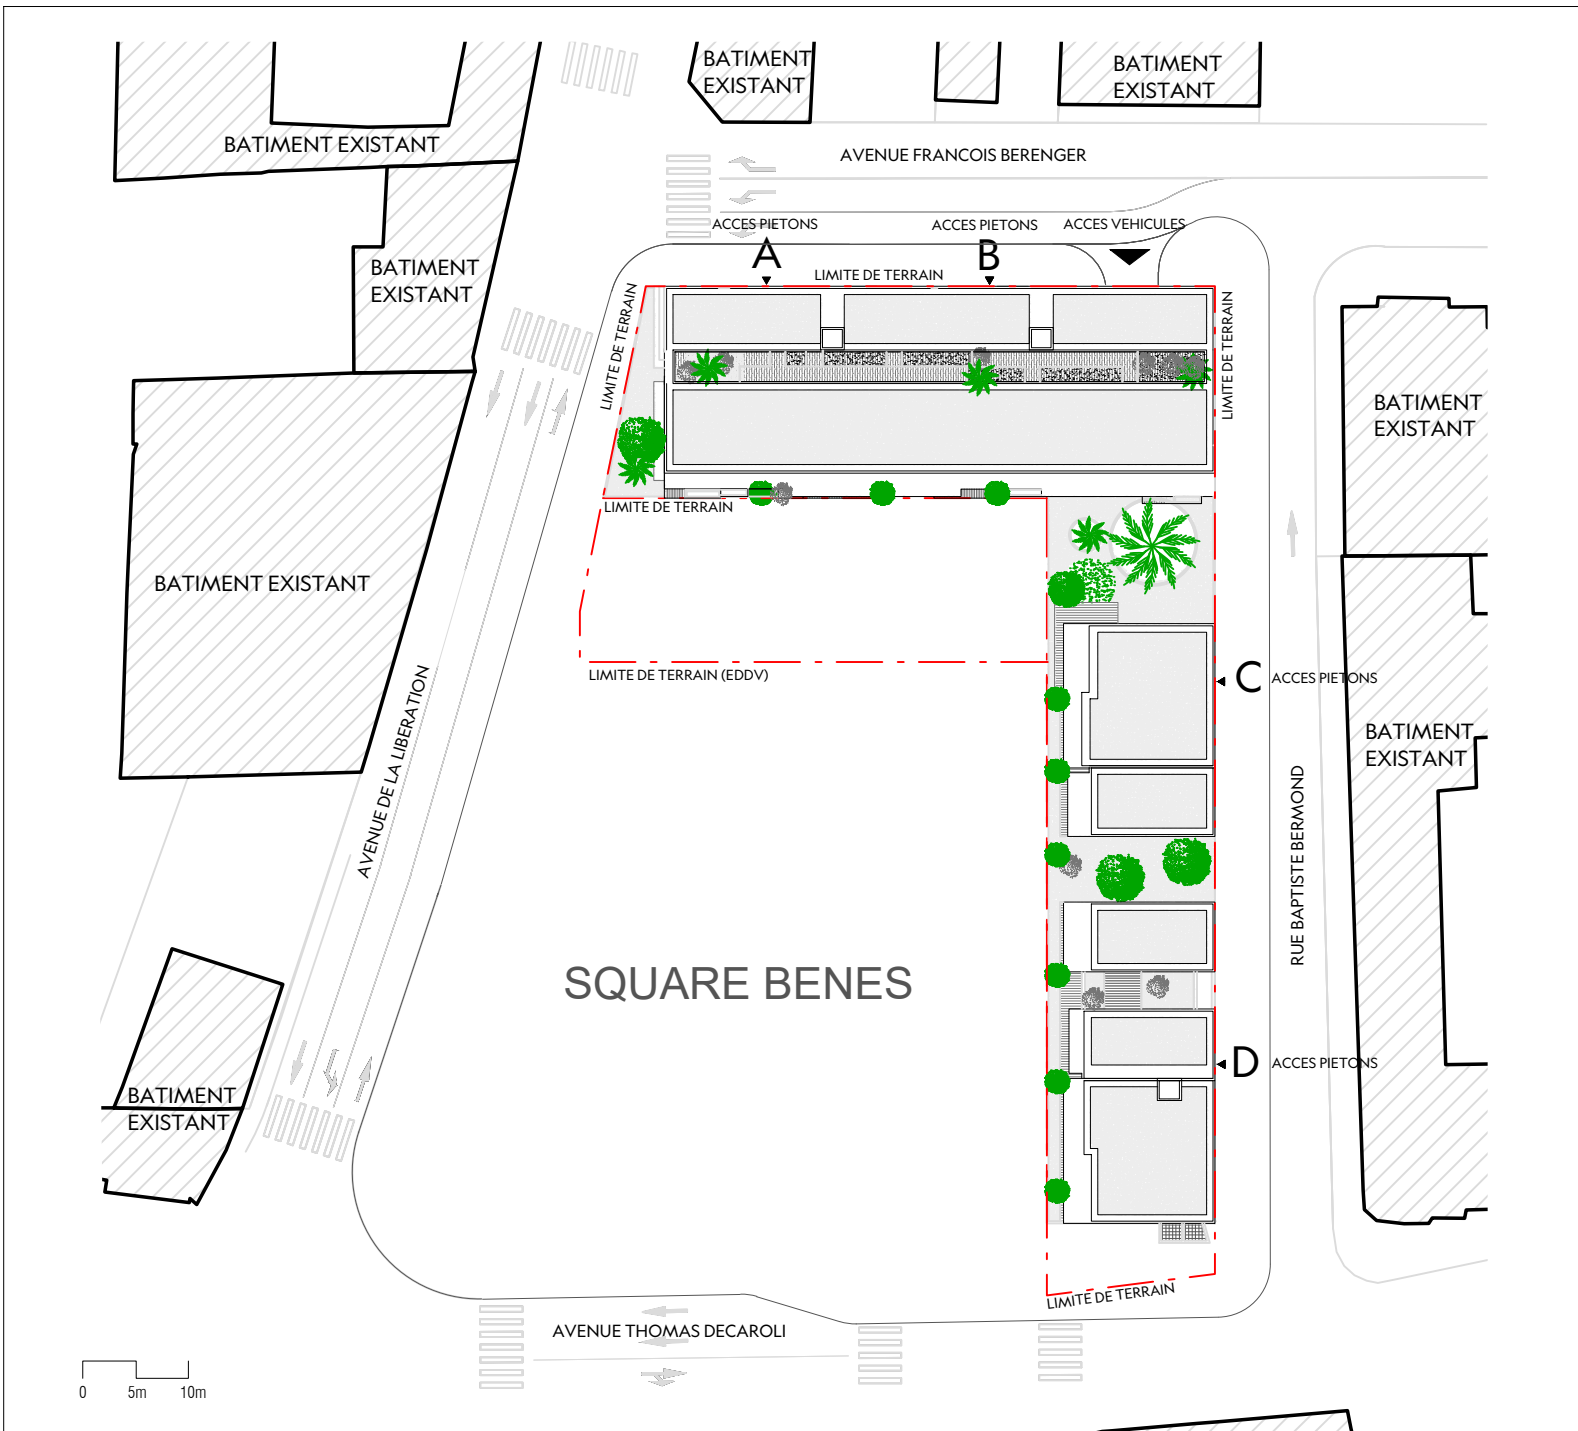 BATIMENT
EXISTANT
BATIMENT
EXISTANT
BATIMENT EXISTANT
AVENUE FRANCOIS BERENGER
ACCES PIETONS
ACCES PIETONS
ACCES VEHICULES
A
B
LIMITE DE TERRAIN
BATIMENT
EXISTANT
LIMITE DE TERRAIN
LIMITE DE TERRAIN
BATIMENT
EXISTANT
LIMITE DE TERRAIN
BATIMENT EXISTANT
LIMITE DE TERRAIN (EDDV)
C
ACCES PIETONS
AVENUE DE LA LIBERATION
BATIMENT
EXISTANT
RUE BAPTISTE BERMOND
SQUARE BENES
D
ACCES PIETONS
BATIMENT
EXISTANT
LIMITE DE TERRAIN
AVENUE THOMAS DECAROLI
0 5m 10m